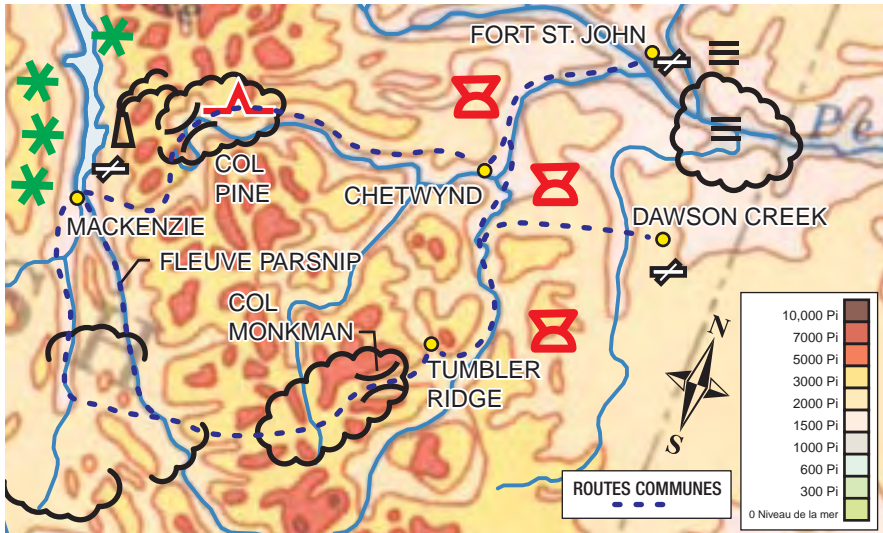 FORT ST. JOHN
P e
COL
PINE
CHETWYND
MACKENZIE
DAWSON CREEK
FLEUVE PARSNIP
COL
MONKMAN
TUMBLER
RIDGE
N
S
ROUTES COMMUNES
10,000 Pi
7000 Pi
5000 Pi
3000 Pi
2000 Pi
1500 Pi
1000 Pi
600 Pi
300 Pi
0 Niveau de la mer